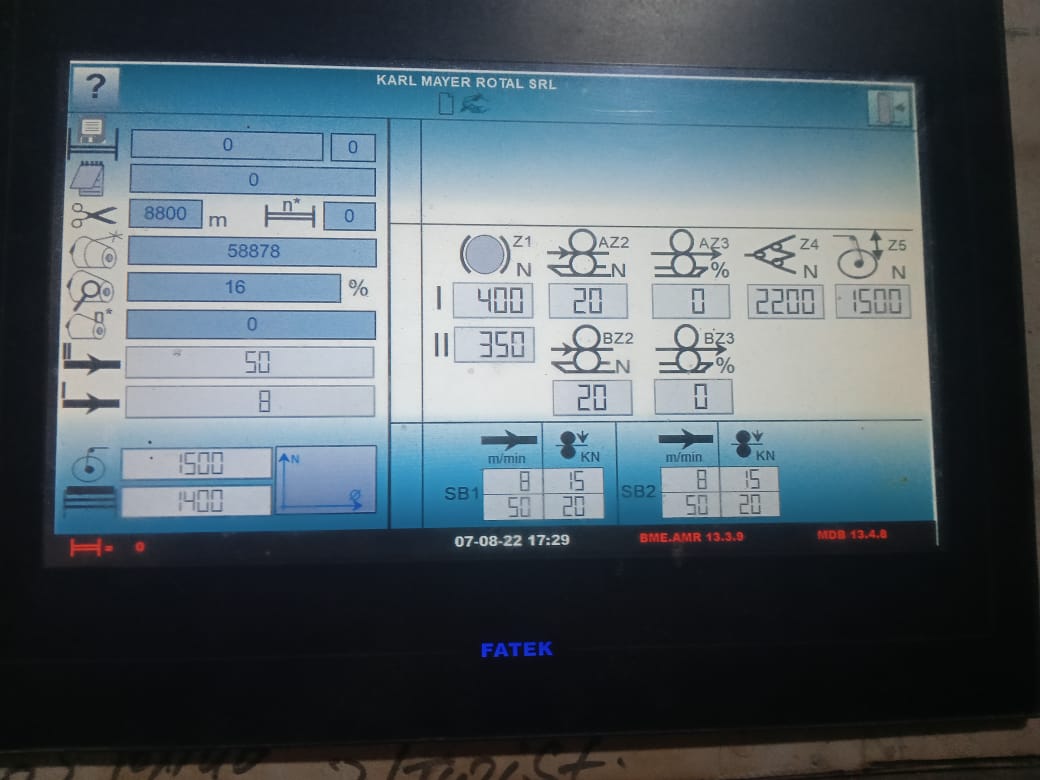 ?
KARL MAYER ROTAL SRL
0 0
0
8800 m n* 0
58878
16 %
n* 0
II 50
I 8
1500
1400
N
Z1 N AZ2 N AZ3 % Z4 N Z5 N
I 400 20 0 2200 1500
II 350 BZ2 N BZ3 %
20 0
m/min KN m/min KN
SB1 8 15 SB2 8 15
50 20 50 20
= 0 07-08-22 17:29 BME.AMR 13.3.9 MDB 13.4.8
FATEK